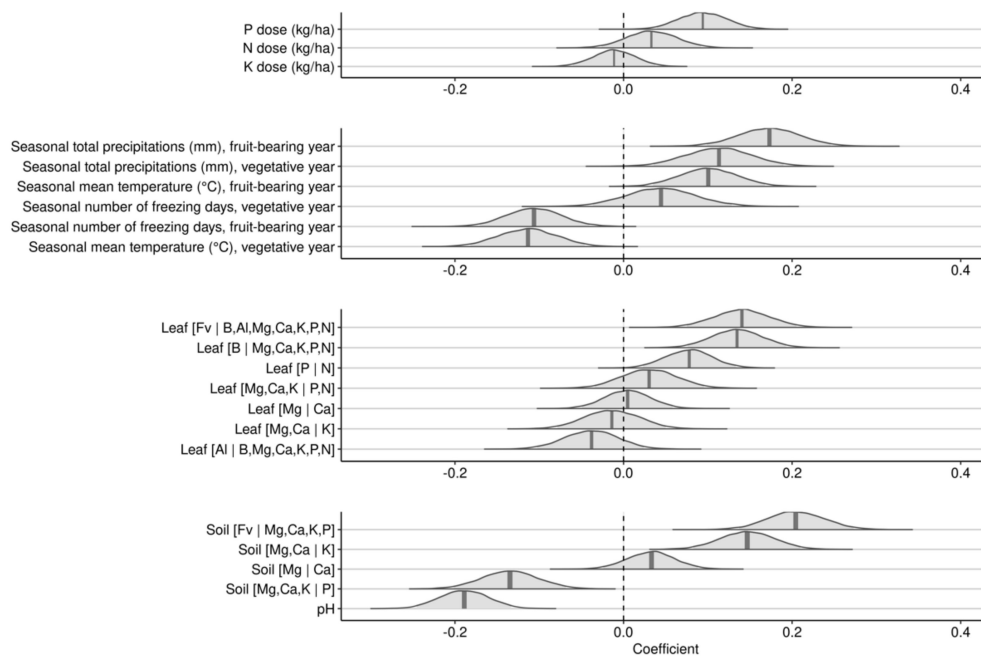 P dose (kg/ha)
N dose (kg/ha)
K dose (kg/ha)
-0.2 0.0 0.2 0.4
Seasonal total precipitations (mm), fruit-bearing year
Seasonal total precipitations (mm), vegetative year
Seasonal mean temperature (°C), fruit-bearing year
Seasonal number of freezing days, vegetative year
Seasonal number of freezing days, fruit-bearing year
Seasonal mean temperature (°C), vegetative year
-0.2 0.0 0.2 0.4
Leaf [Fv | B,Al,Mg,Ca,K,P,N]
Leaf [B | Mg,Ca,K,P,N]
Leaf [P | N]
Leaf [Mg,Ca,K | P,N]
Leaf [Mg | Ca]
Leaf [Mg,Ca | K]
Leaf [Al | B,Mg,Ca,K,P,N]
-0.2 0.0 0.2 0.4
Soil [Fv | Mg,Ca,K,P]
Soil [Mg,Ca | K]
Soil [Mg | Ca]
Soil [Mg,Ca,K | P]
pH
-0.2 0.0 0.2 0.4
Coefficient